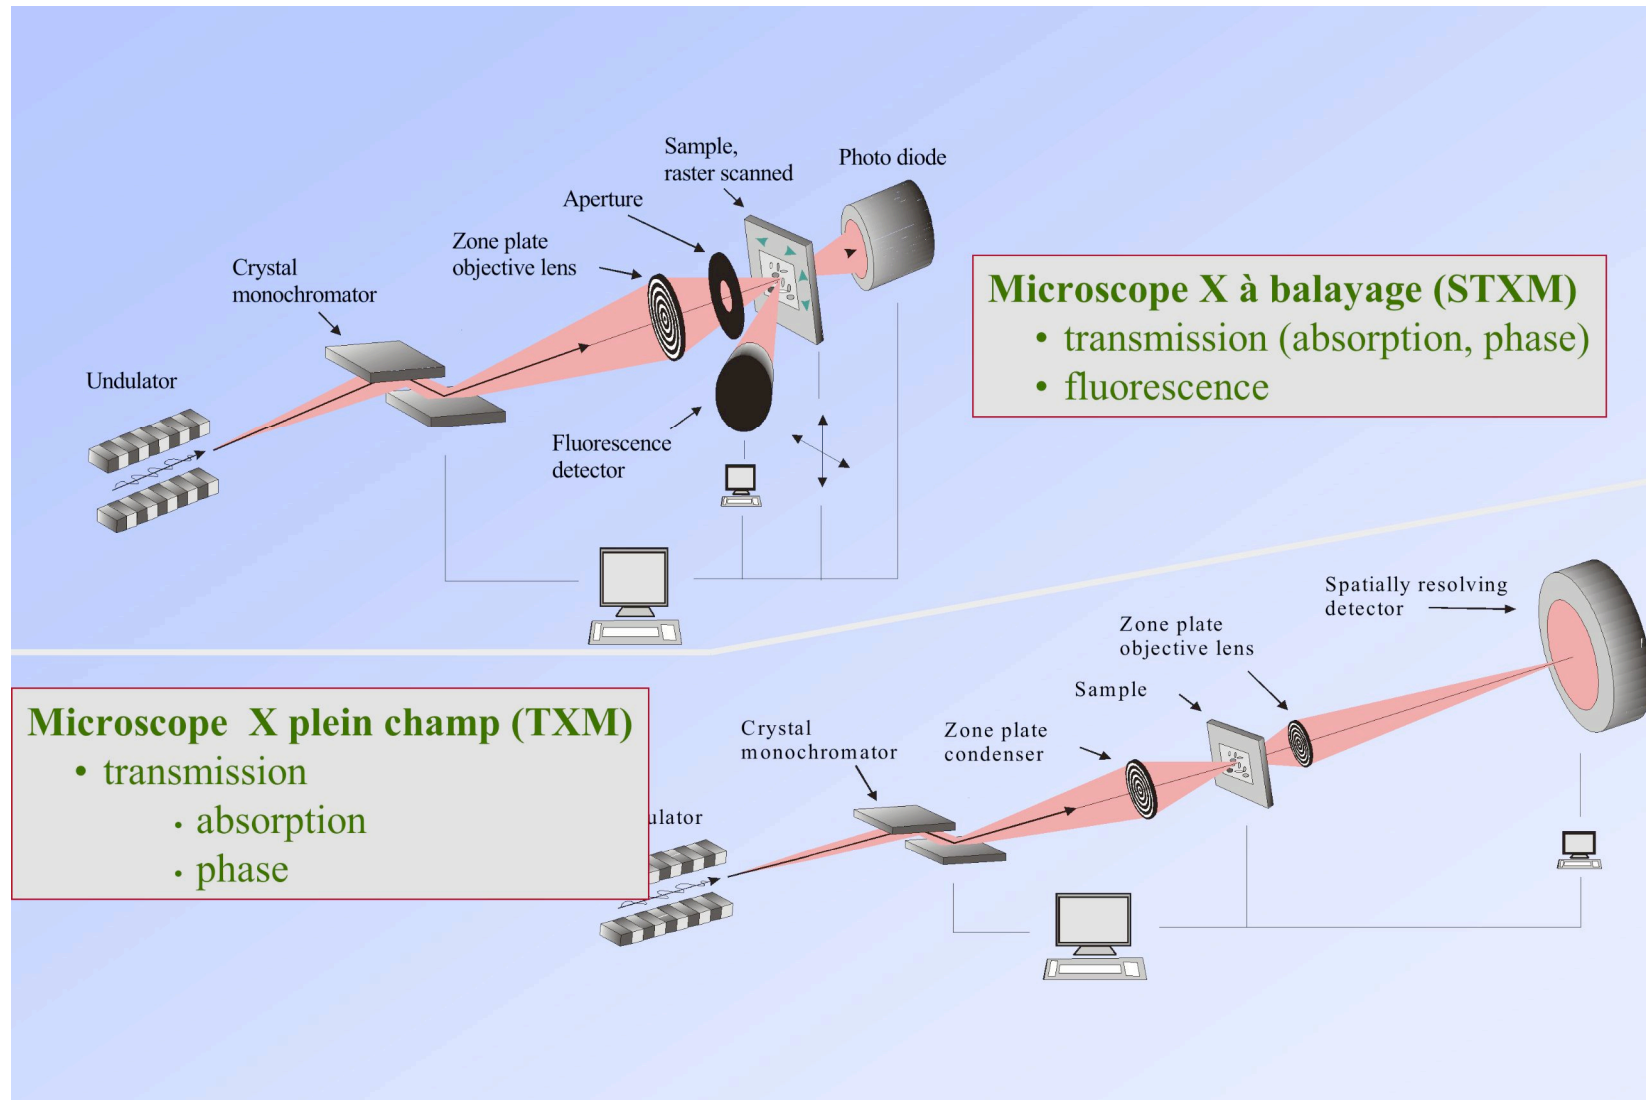 Sample,
raster scanned
Photo diode
Aperture
Zone plate
objective lens
Crystal
monochromator
Undulator
Fluorescence
detector
Microscope X à balayage (STXM)
• transmission (absorption, phase)
• fluorescence
Spatially resolving
detector
Zone plate
objective lens
Sample
Zone plate
condenser
Crystal
monochromator
ulator
Microscope X plein champ (TXM)
• transmission
• absorption
• phase